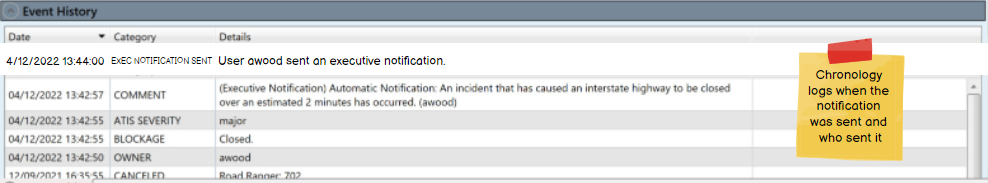 Event History
Date Category Details
4/12/2022 13:44:00 EXEC NOTIFICATION SENT User awood sent an executive notification.
04/12/2022 13:42:57 COMMENT (Executive Notification) Automatic Notification: An incident that has caused an interstate highway to be closed
over an estimated 2 minutes has occurred. (awood)
04/12/2022 13:42:55 ATIS SEVERITY major
04/12/2022 13:42:55 BLOCKAGE Closed.
04/12/2022 13:42:50 OWNER awood
12/09/2021 16:35:55 CANCELED Road Ranger: 702
Chronology
logs when the
notification
was sent and
who sent it